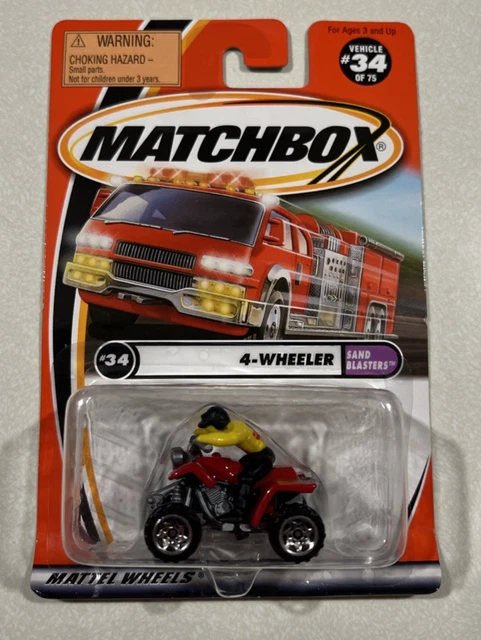 ⚠ WARNING:
CHOKING HAZARD –
Small parts.
Not for children under 3 years.
For Ages 3 and Up
VEHICLE
#34
OF 75
MATCHBOX®
#34
4-WHEELER
SAND
BLASTERS™
MATTEL WHEELS®